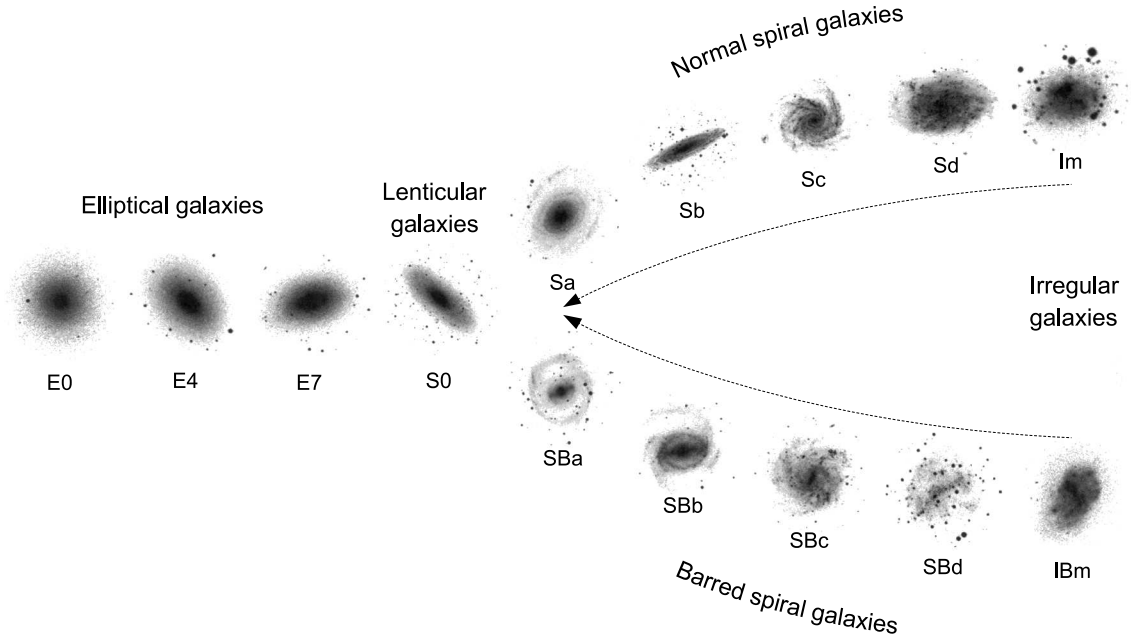 Normal spiral galaxies
Sa
Sb
Sc
Sd
Im
Elliptical galaxies
Lenticular
galaxies
E0
E4
E7
S0
Irregular
galaxies
SBa
SBb
SBc
SBd
IBm
Barred spiral galaxies